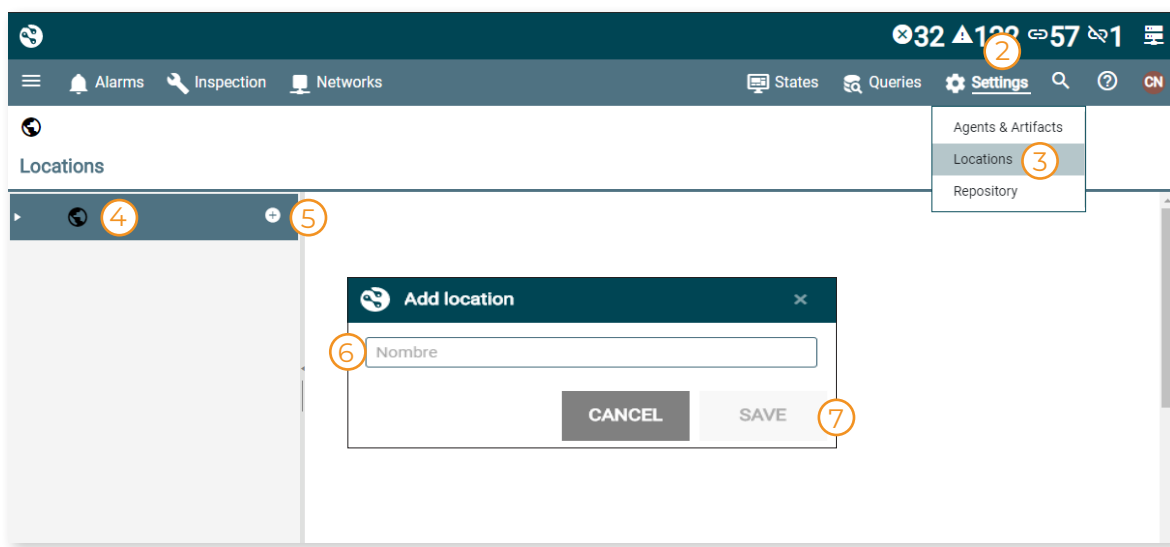 32 57 1
2
Alarms Inspection Networks States Queries Settings CN
Agents & Artifacts
Locations
Locations 3
Repository
4 5
Add location
6 Nombre
CANCEL SAVE 7